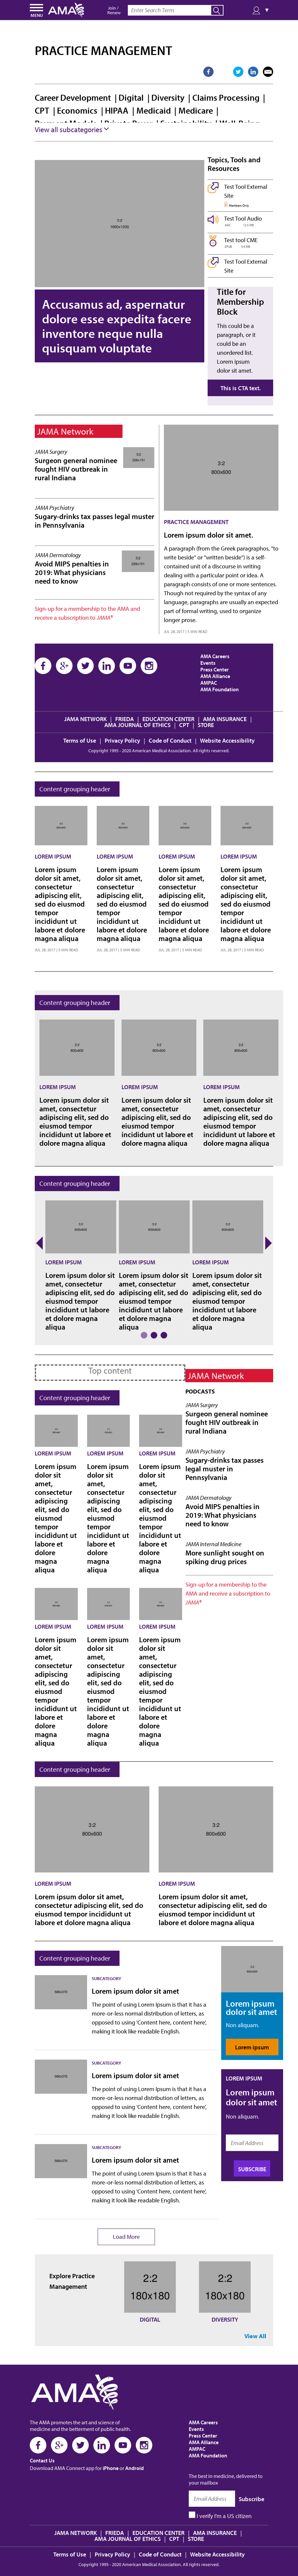 MENU
AMA
Join /
Renew
Enter Search Term
PRACTICE MANAGEMENT
Career Development | Digital | Diversity | Claims Processing |
CPT | Economics | HIPAA | Medicaid | Medicare |
View all subcategories
Topics, Tools and
Resources
Test Tool External
Site
Members Only
Test Tool Audio
Test tool CME
Test Tool External
Site
Accusamus ad, aspernatur
dolore esse expedita facere
inventore neque nulla
quisquam voluptate
Title for
Membership
Block
This could be a
paragraph, or it
could be an
unordered list.
Lorem ipsum
dolor sit amet.
This is CTA text.
JAMA Network
JAMA Surgery
Surgeon general nominee
fought HIV outbreak in
rural Indiana
JAMA Psychiatry
Sugary-drinks tax passes legal muster
in Pennsylvania
JAMA Dermatology
Avoid MIPS penalties in
2019: What physicians
need to know
Sign-up for a membership to the AMA and
receive a subscription to JAMA®
3:2
800x600
PRACTICE MANAGEMENT
Lorem ipsum dolor sit amet.
A paragraph (from the Greek paragraphos, "to
write beside" or "written beside") is a self-
contained unit of a discourse in writing
dealing with a particular point or idea. A
paragraph consists of one or more sentences.
Though not required by the syntax of any
language, paragraphs are usually an expected
part of formal writing, used to organize
longer prose.
JUL 28, 2017 | 5 MIN READ
AMA Careers
Events
Press Center
AMA Alliance
AMPAC
AMA Foundation
JAMA NETWORK | FRIEDA | EDUCATION CENTER | AMA INSURANCE |
AMA JOURNAL OF ETHICS | CPT | STORE
Terms of Use | Privacy Policy | Code of Conduct | Website Accessibility
Copyright 1995 - 2020 American Medical Association. All rights reserved.
Content grouping header
LOREM IPSUM
Lorem ipsum
dolor sit amet,
consectetur
adipiscing elit,
sed do eiusmod
tempor
incididunt ut
labore et dolore
magna aliqua
JUL 28, 2017 | 5 MIN READ
LOREM IPSUM
Lorem ipsum
dolor sit amet,
consectetur
adipiscing elit,
sed do eiusmod
tempor
incididunt ut
labore et dolore
magna aliqua
JUL 28, 2017 | 5 MIN READ
LOREM IPSUM
Lorem ipsum
dolor sit amet,
consectetur
adipiscing elit,
sed do eiusmod
tempor
incididunt ut
labore et dolore
magna aliqua
JUL 28, 2017 | 5 MIN READ
LOREM IPSUM
Lorem ipsum
dolor sit amet,
consectetur
adipiscing elit,
sed do eiusmod
tempor
incididunt ut
labore et dolore
magna aliqua
JUL 28, 2017 | 5 MIN READ
Content grouping header
LOREM IPSUM
Lorem ipsum dolor sit
amet, consectetur
adipiscing elit, sed do
eiusmod tempor
incididunt ut labore et
dolore magna aliqua
LOREM IPSUM
Lorem ipsum dolor sit
amet, consectetur
adipiscing elit, sed do
eiusmod tempor
incididunt ut labore et
dolore magna aliqua
LOREM IPSUM
Lorem ipsum dolor sit
amet, consectetur
adipiscing elit, sed do
eiusmod tempor
incididunt ut labore et
dolore magna aliqua
Content grouping header
LOREM IPSUM
Lorem ipsum dolor sit
amet, consectetur
adipiscing elit, sed do
eiusmod tempor
incididunt ut labore
et dolore magna
aliqua
LOREM IPSUM
Lorem ipsum dolor sit
amet, consectetur
adipiscing elit, sed do
eiusmod tempor
incididunt ut labore
et dolore magna
aliqua
LOREM IPSUM
Lorem ipsum dolor sit
amet, consectetur
adipiscing elit, sed do
eiusmod tempor
incididunt ut labore
et dolore magna
aliqua
Top content
Content grouping header
LOREM IPSUM
Lorem ipsum
dolor sit
amet,
consectetur
adipiscing
elit, sed do
eiusmod
tempor
incididunt ut
labore et
dolore
magna
aliqua
LOREM IPSUM
Lorem ipsum
dolor sit
amet,
consectetur
adipiscing
elit, sed do
eiusmod
tempor
incididunt ut
labore et
dolore
magna
aliqua
LOREM IPSUM
Lorem ipsum
dolor sit
amet,
consectetur
adipiscing
elit, sed do
eiusmod
tempor
incididunt ut
labore et
dolore
magna
aliqua
LOREM IPSUM
Lorem ipsum
dolor sit
amet,
consectetur
adipiscing
elit, sed do
eiusmod
tempor
incididunt ut
labore et
dolore
magna
aliqua
LOREM IPSUM
Lorem ipsum
dolor sit
amet,
consectetur
adipiscing
elit, sed do
eiusmod
tempor
incididunt ut
labore et
dolore
magna
aliqua
LOREM IPSUM
Lorem ipsum
dolor sit
amet,
consectetur
adipiscing
elit, sed do
eiusmod
tempor
incididunt ut
labore et
dolore
magna
aliqua
JAMA Network
PODCASTS
JAMA Surgery
Surgeon general nominee
fought HIV outbreak in
rural Indiana
JAMA Psychiatry
Sugary-drinks tax passes
legal muster in
Pennsylvania
JAMA Dermatology
Avoid MIPS penalties in
2019: What physicians
need to know
JAMA Internal Medicine
More sunlight sought on
spiking drug prices
Sign-up for a membership to the
AMA and receive a subscription to
JAMA®
Content grouping header
3:2
800x600
LOREM IPSUM
Lorem ipsum dolor sit amet,
consectetur adipiscing elit, sed do
eiusmod tempor incididunt ut
labore et dolore magna aliqua
3:2
800x600
LOREM IPSUM
Lorem ipsum dolor sit amet,
consectetur adipiscing elit, sed do
eiusmod tempor incididunt ut
labore et dolore magna aliqua
Content grouping header
SUBCATEGORY
Lorem ipsum dolor sit amet
The point of using Lorem Ipsum is that it has a
more-or-less normal distribution of letters, as
opposed to using 'Content here, content here',
making it look like readable English.
SUBCATEGORY
Lorem ipsum dolor sit amet
The point of using Lorem Ipsum is that it has a
more-or-less normal distribution of letters, as
opposed to using 'Content here, content here',
making it look like readable English.
SUBCATEGORY
Lorem ipsum dolor sit amet
The point of using Lorem Ipsum is that it has a
more-or-less normal distribution of letters, as
opposed to using 'Content here, content here',
making it look like readable English.
Load More
Lorem ipsum
dolor sit amet
Non aliquam.
Lorem ipsum
LOREM IPSUM
Lorem ipsum
dolor sit amet
Non aliquam.
Email Address
SUBSCRIBE
Explore Practice
Management
2:2
180x180
DIGITAL
2:2
180x180
DIVERSITY
View All
AMA
The AMA promotes the art and science of
medicine and the betterment of public health.
Contact Us
Download AMA Connect app for iPhone or Android
AMA Careers
Events
Press Center
AMA Alliance
AMPAC
AMA Foundation
The best in medicine, delivered to
your mailbox
Email Address
Subscribe
I verify I'm a US citizen
JAMA NETWORK | FRIEDA | EDUCATION CENTER | AMA INSURANCE |
AMA JOURNAL OF ETHICS | CPT | STORE
Terms of Use | Privacy Policy | Code of Conduct | Website Accessibility
Copyright 1995 - 2020 American Medical Association. All rights reserved.